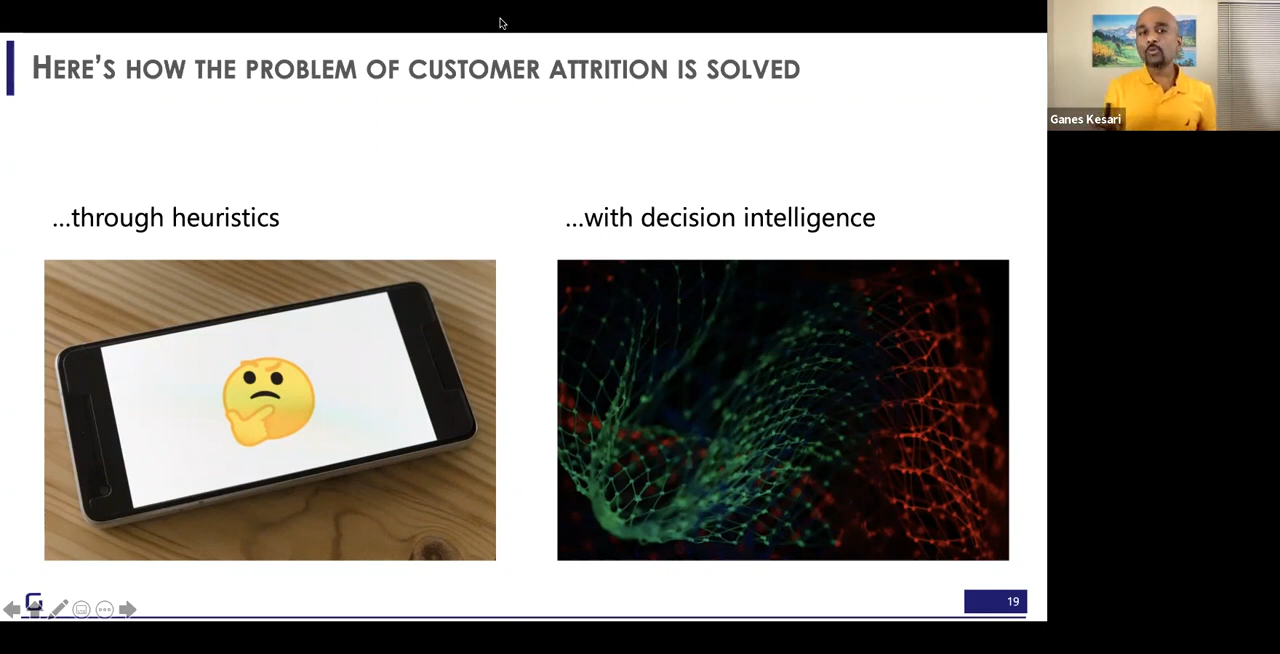 HERE'S HOW THE PROBLEM OF CUSTOMER ATTRITION IS SOLVED
...through heuristics
...with decision intelligence
19
Ganes Kesari